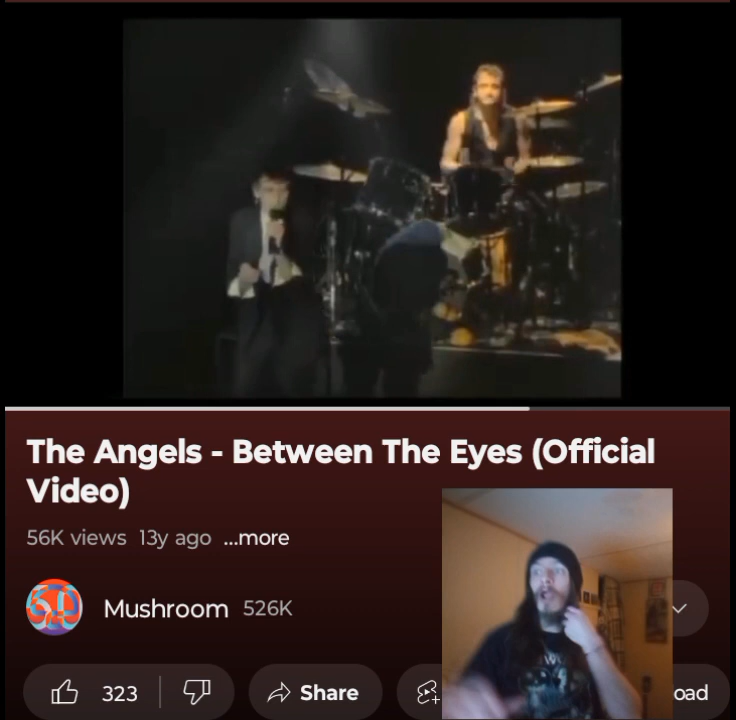 The Angels - Between The Eyes (Official
Video)
56K views 13y ago ...more
Mushroom 526K
323
Share
oad